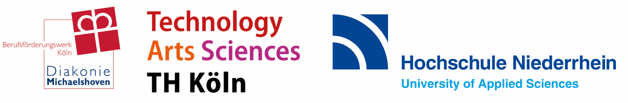 Berufsförderungswerk
Köln
Diakonie
Michaelshoven
Technology
Arts Sciences
TH Köln
Hochschule Niederrhein
University of Applied Sciences